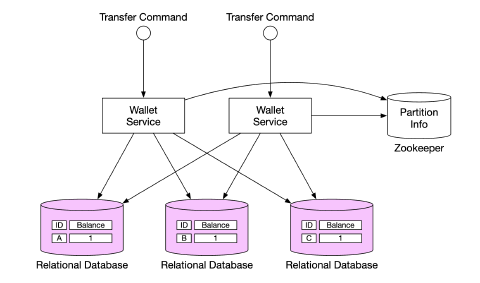 Transfer Command
Transfer Command
Wallet
Service
Wallet
Service
Partition
Info
Zookeeper
ID Balance
A 1
ID Balance
B 1
ID Balance
C 1
Relational Database
Relational Database
Relational Database